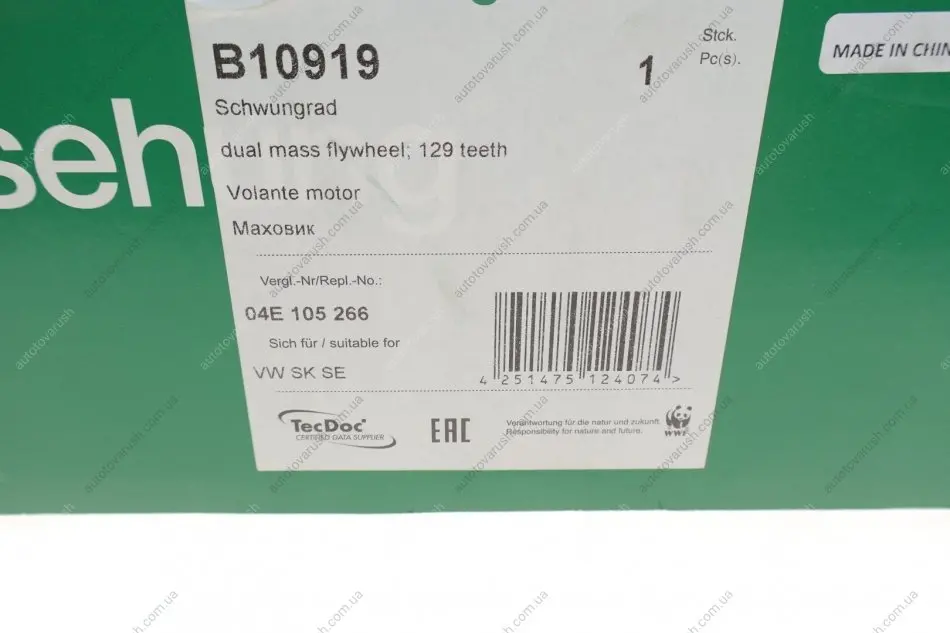 B10919
1
Stck.
Pc(s).
MADE IN CHIN
Schwungrad
seh
ng
dual mass flywheel; 129 teeth
Volante motor
Маховик
Vergl.-Nr/Repl.-No.:
04E 105 266
Sich für / suitable for
VW SK SE
4 251475 124074 >
TecDoc
CERTIFIED DATA SUPPLIER
EAC
Verantwortung für die natur und zukunft.
Responsibility for nature and future.
WWF
autotovarush.com.ua